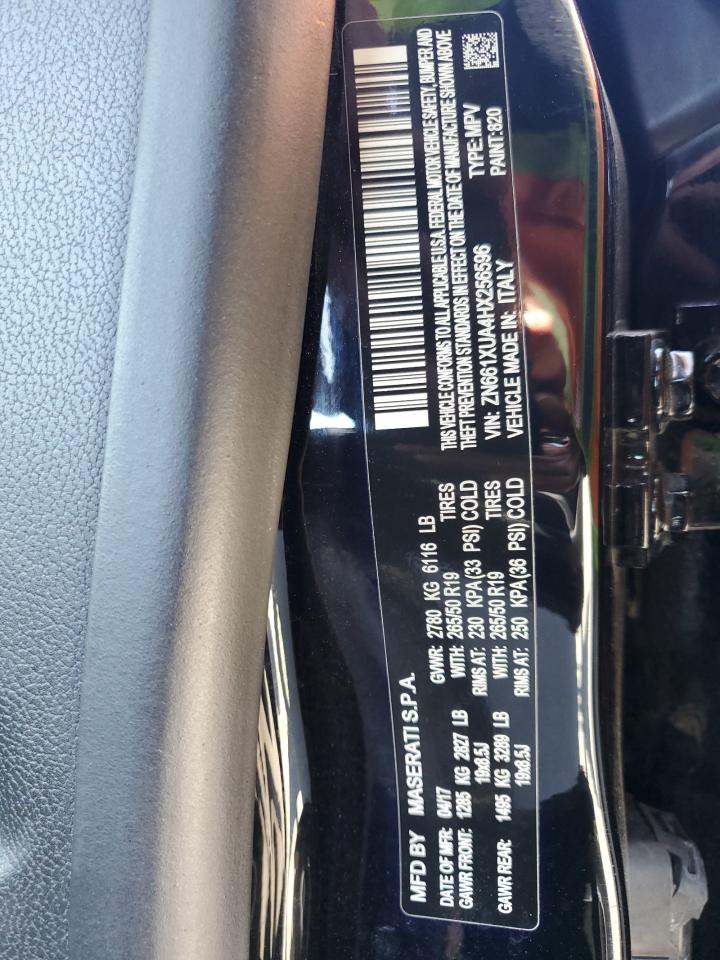 MFD BY MASERATI S.P.A.
DATE OF MFR: 04/17 GVWR: 2780 KG 6116 LB
GAWR FRONT: 1285 KG 2827 LB WITH: 265/50 R19 TIRES
19x8.5J RIMS AT: 230 KPA (33 PSI) COLD
GAWR REAR: 1495 KG 3289 LB WITH: 265/50 R19 TIRES
19x8.5J RIMS AT: 250 KPA (36 PSI) COLD
THIS VEHICLE CONFORMS TO ALL APPLICABLE U.S.A. FEDERAL MOTOR VEHICLE SAFETY, BUMPER AND
THEFT PREVENTION STANDARDS IN EFFECT ON THE DATE OF MANUFACTURE SHOWN ABOVE
VIN: ZN661XUA4HX256596 TYPE: MPV
VEHICLE MADE IN: ITALY PAINT: 820